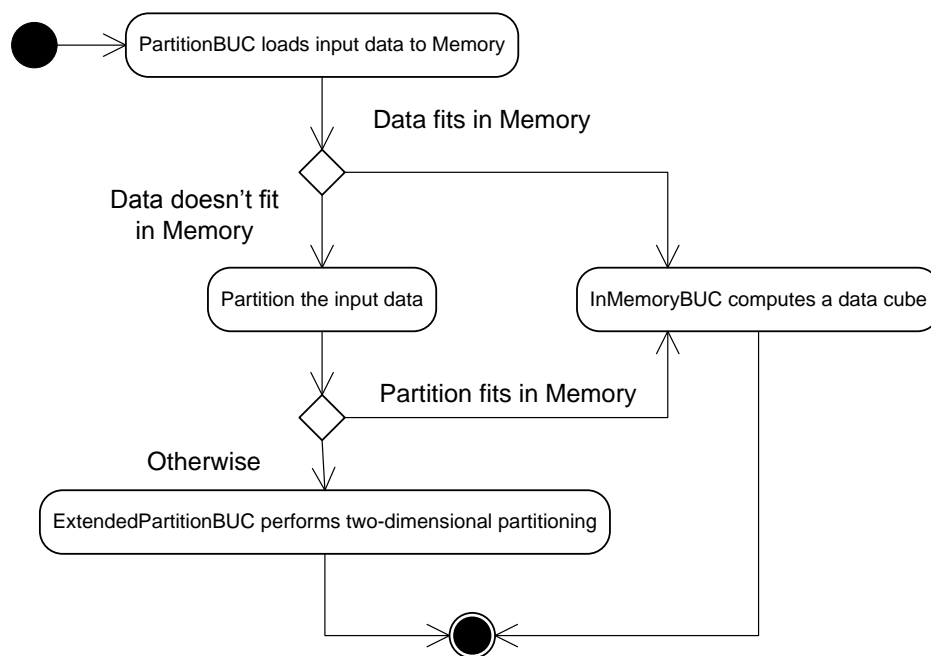 PartitionBUC loads input data to Memory
Data fits in Memory
Data doesn’t fit
in Memory
Partition the input data
InMemoryBUC computes a data cube
Partition fits in Memory
Otherwise
ExtendedPartitionBUC performs two-dimensional partitioning